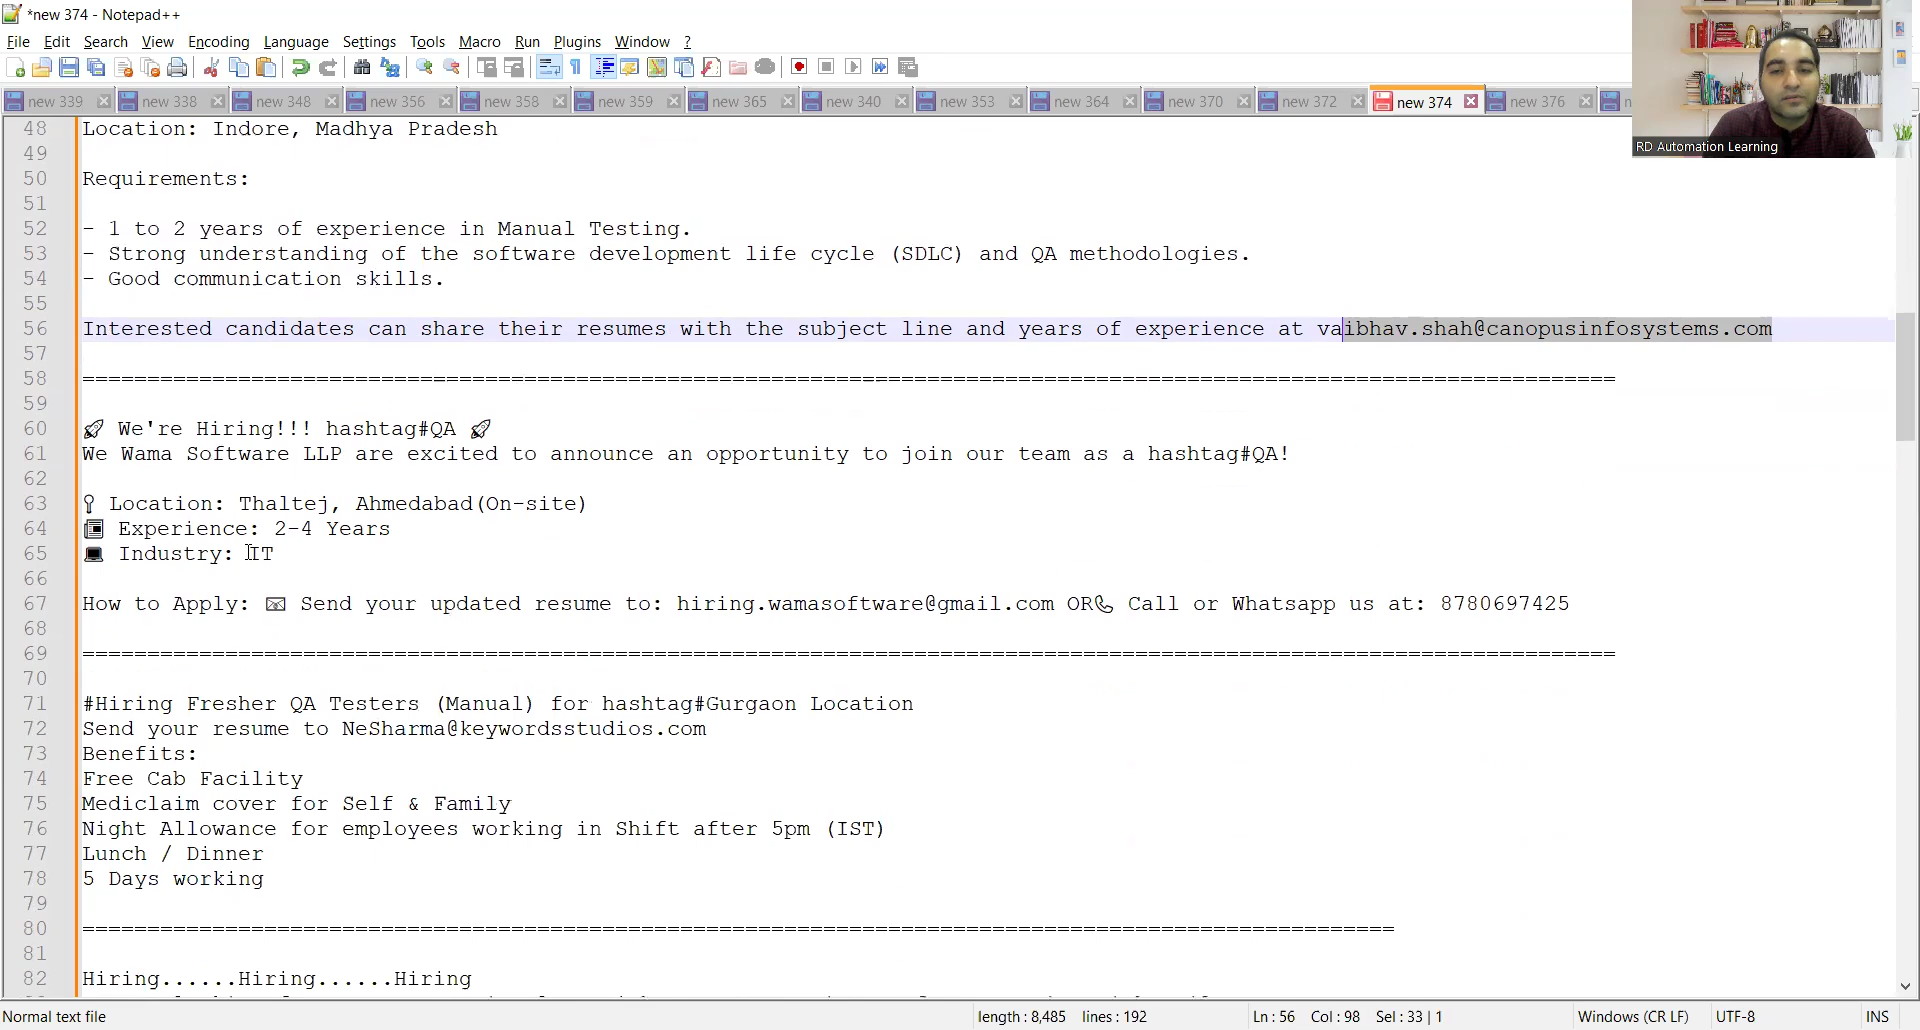 *new 374 - Notepad++
File Edit Search View Encoding Language Settings Tools Macro Run Plugins Window ?
new 339 new 338 new 348 new 356 new 358 new 359 new 365 new 340 new 353 new 364 new 370 new 372 new 374 new 376
RD Automation Learning
48 Location: Indore, Madhya Pradesh
49
50 Requirements:
51
52 - 1 to 2 years of experience in Manual Testing.
53 - Strong understanding of the software development life cycle (SDLC) and QA methodologies.
54 - Good communication skills.
55
56 Interested candidates can share their resumes with the subject line and years of experience at vaibhav.shah@canopusinfosystems.com
57
58 ======================================================================================================================
59
60 🚀 We're Hiring!!! hashtag#QA 🚀
61 We Wama Software LLP are excited to announce an opportunity to join our team as a hashtag#QA!
62
63 Location: Thaltej, Ahmedabad(On-site)
64 Experience: 2-4 Years
65 💻 Industry: IT
66
67 How to Apply: 📧 Send your updated resume to: hiring.wamasoftware@gmail.com OR📞 Call or Whatsapp us at: 8780697425
68
69 ======================================================================================================================
70
71 #Hiring Fresher QA Testers (Manual) for hashtag#Gurgaon Location
72 Send your resume to NeSharma@keywordsstudios.com
73 Benefits:
74 Free Cab Facility
75 Mediclaim cover for Self & Family
76 Night Allowance for employees working in Shift after 5pm (IST)
77 Lunch / Dinner
78 5 Days working
79
80 =====================================================================================================
81
82 Hiring......Hiring......Hiring
Normal text file length : 8,485 lines : 192 Ln : 56 Col : 98 Sel : 33 | 1 Windows (CR LF) UTF-8 INS